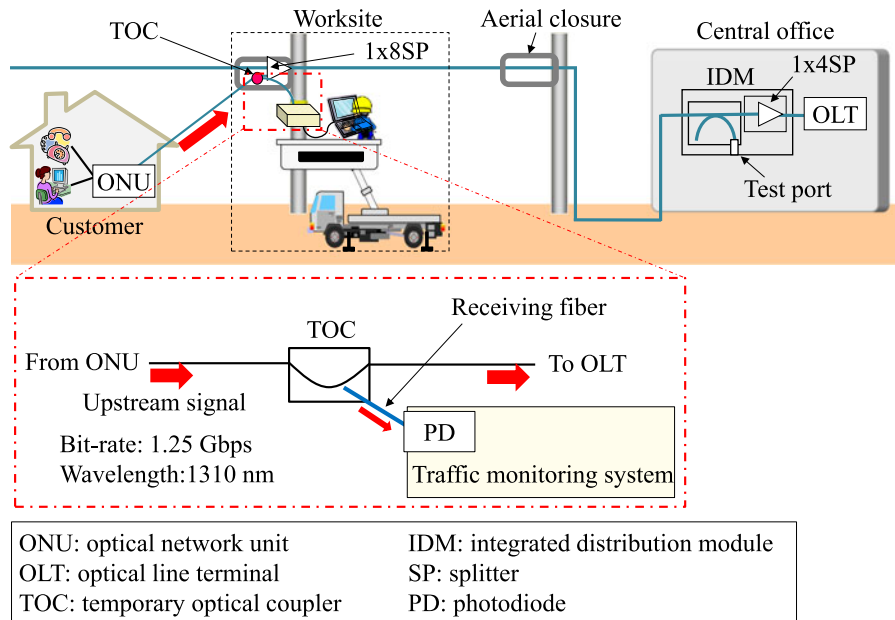 Worksite
TOC
1x8SP
Aerial closure
Central office
IDM
1x4SP
OLT
ONU
Test port
Customer
Receiving fiber
TOC
From ONU
To OLT
Upstream signal
Bit-rate: 1.25 Gbps
Wavelength:1310 nm
PD
Traffic monitoring system
ONU: optical network unit
OLT: optical line terminal
TOC: temporary optical coupler
IDM: integrated distribution module
SP: splitter
PD: photodiode